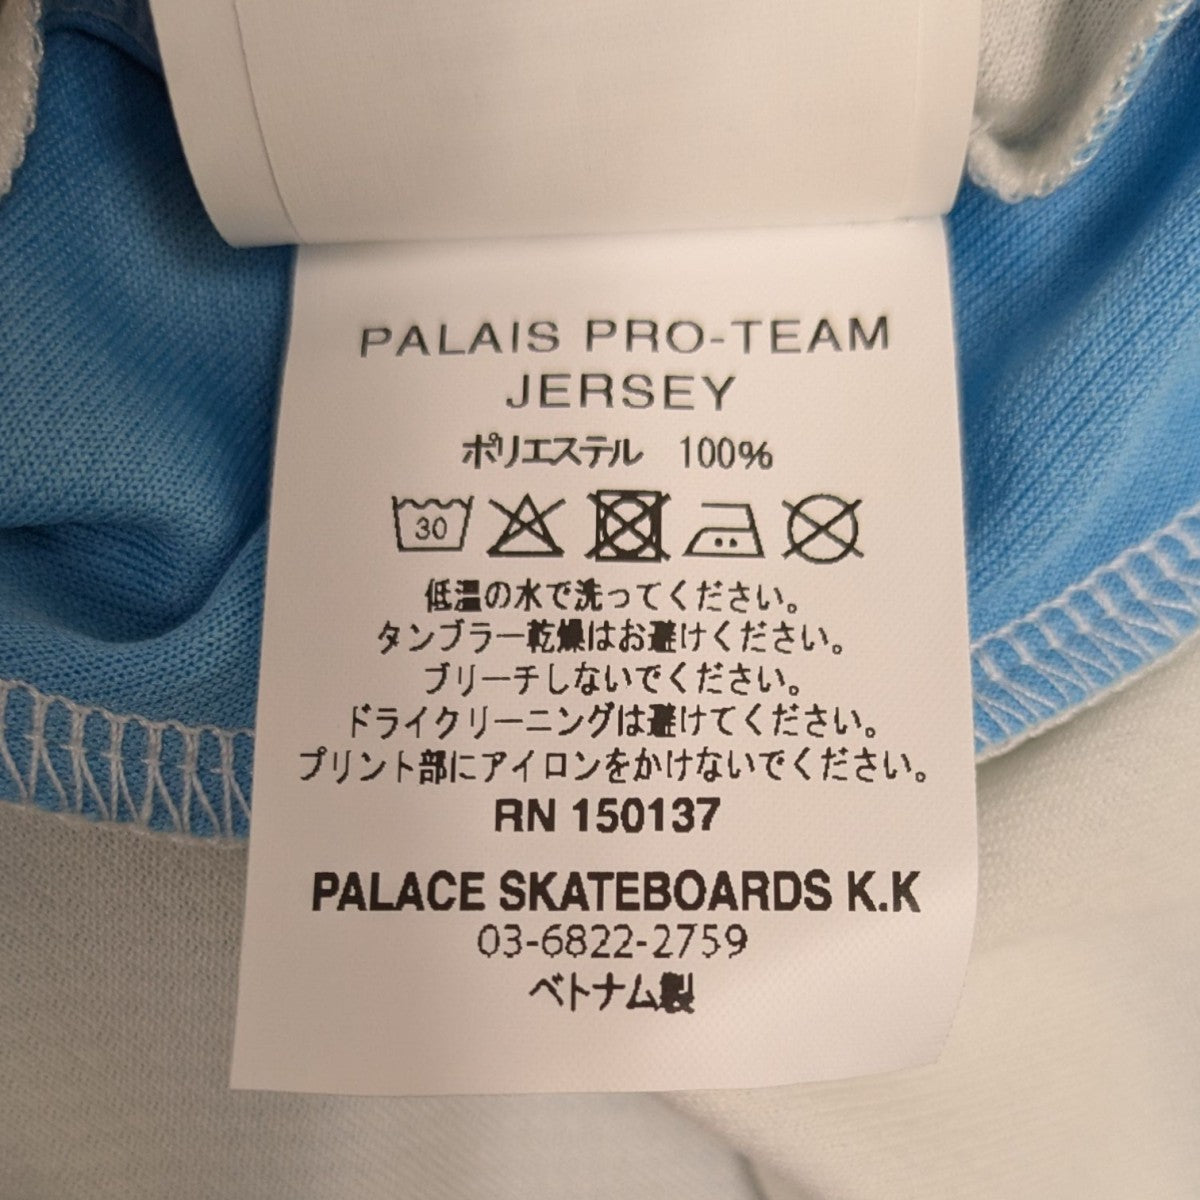 PALAIS PRO-TEAM
JERSEY
ポリエステル 100%
30
低温の水で洗ってください。
タンブラー乾燥はお避けください。
ブリーチしないでください。
ドライクリーニングは避けてください。
プリント部にアイロンをかけないでください。
RN 150137
PALACE SKATEBOARDS K.K
03-6822-2759
ベトナム製